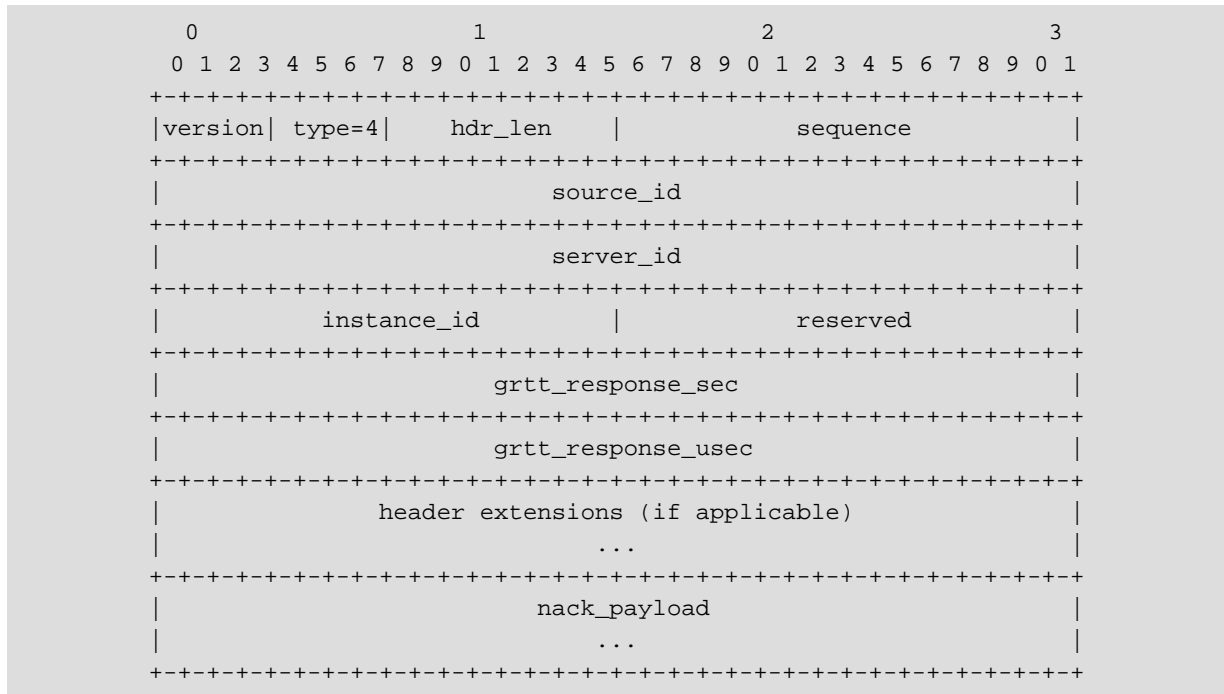 0                   1                   2                   3
0 1 2 3 4 5 6 7 8 9 0 1 2 3 4 5 6 7 8 9 0 1 2 3 4 5 6 7 8 9 0 1
+-+-+-+-+-+-+-+-+-+-+-+-+-+-+-+-+-+-+-+-+-+-+-+-+-+-+-+-+-+-+-+-+
|version| type=4|    hdr_len    |            sequence           |
+-+-+-+-+-+-+-+-+-+-+-+-+-+-+-+-+-+-+-+-+-+-+-+-+-+-+-+-+-+-+-+-+
|                           source_id                           |
+-+-+-+-+-+-+-+-+-+-+-+-+-+-+-+-+-+-+-+-+-+-+-+-+-+-+-+-+-+-+-+-+
|                           server_id                           |
+-+-+-+-+-+-+-+-+-+-+-+-+-+-+-+-+-+-+-+-+-+-+-+-+-+-+-+-+-+-+-+-+
|           instance_id         |            reserved           |
+-+-+-+-+-+-+-+-+-+-+-+-+-+-+-+-+-+-+-+-+-+-+-+-+-+-+-+-+-+-+-+-+
|                       grtt_response_sec                       |
+-+-+-+-+-+-+-+-+-+-+-+-+-+-+-+-+-+-+-+-+-+-+-+-+-+-+-+-+-+-+-+-+
|                       grtt_response_usec                      |
+-+-+-+-+-+-+-+-+-+-+-+-+-+-+-+-+-+-+-+-+-+-+-+-+-+-+-+-+-+-+-+-+
|               header extensions (if applicable)               |
|                              ...                              |
+-+-+-+-+-+-+-+-+-+-+-+-+-+-+-+-+-+-+-+-+-+-+-+-+-+-+-+-+-+-+-+-+
|                          nack_payload                         |
|                              ...                              |
+-+-+-+-+-+-+-+-+-+-+-+-+-+-+-+-+-+-+-+-+-+-+-+-+-+-+-+-+-+-+-+-+